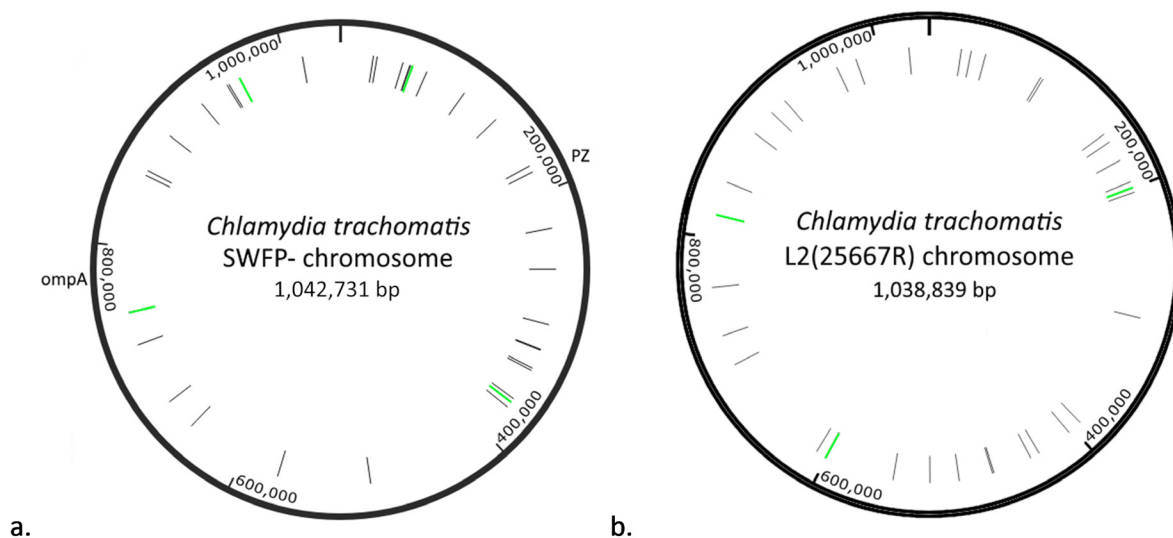 1,000,000
200,000
PZ
Chlamydia trachomatis
SWFP- chromosome
1,042,731 bp
800,000
ompA
400,000
600,000
a.
1,000,000
200,000
Chlamydia trachomatis
L2(25667R) chromosome
1,038,839 bp
800,000
400,000
600,000
b.